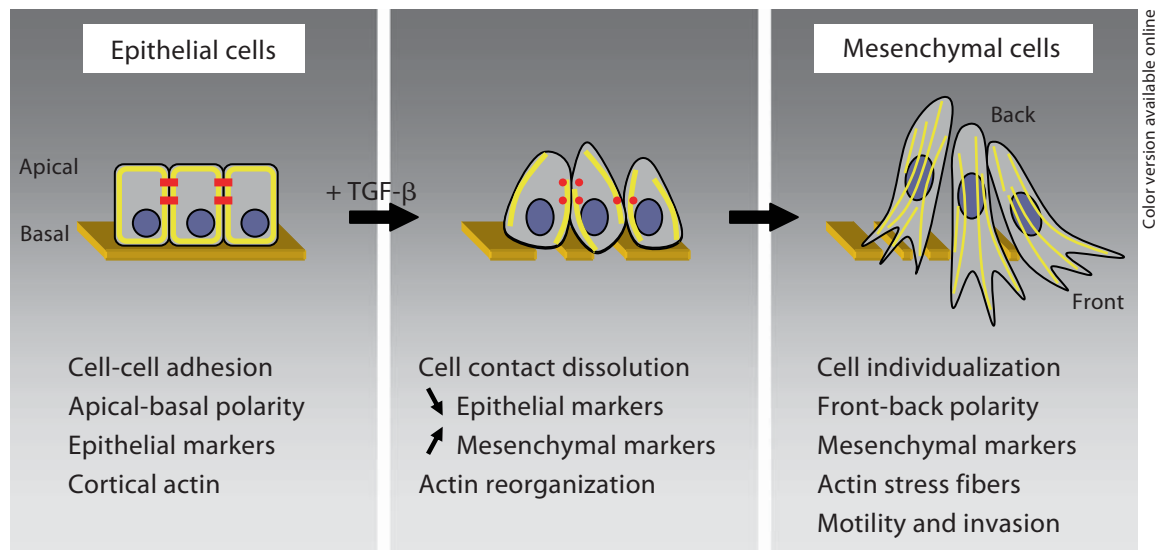 Epithelial cells
Apical
Basal
Cell-cell adhesion
Apical-basal polarity
Epithelial markers
Cortical actin
+ TGF-β
Cell contact dissolution
Epithelial markers
Mesenchymal markers
Actin reorganization
Mesenchymal cells
Back
Front
Cell individualization
Front-back polarity
Mesenchymal markers
Actin stress fibers
Motility and invasion
Color version available online